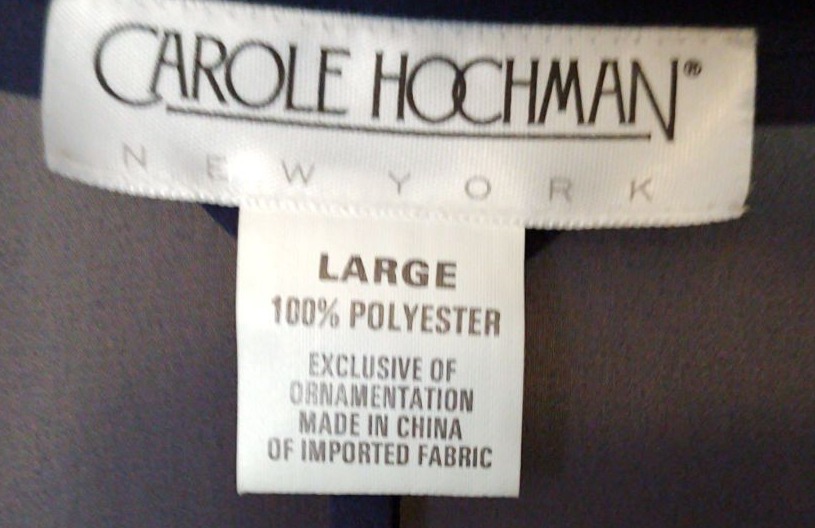 CAROLE HOCHMAN®
NEW YORK
LARGE
100% POLYESTER
EXCLUSIVE OF
ORNAMENTATION
MADE IN CHINA
OF IMPORTED FABRIC